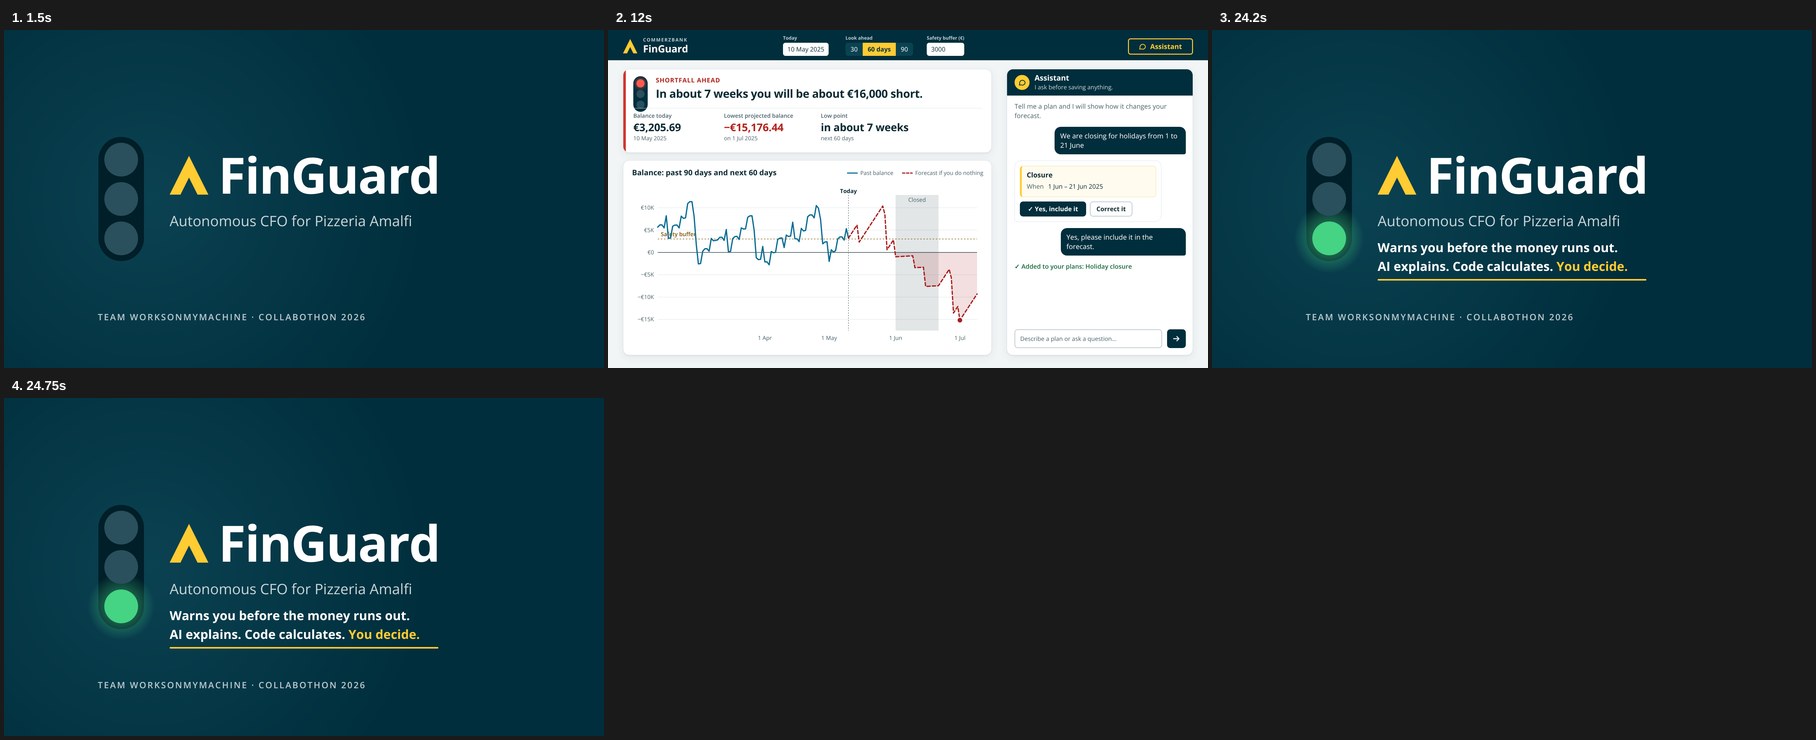 1. 1.5s
FinGuard
Autonomous CFO for Pizzeria Amalfi
TEAM WORKSONMYMACHINE · COLLABOTHON 2026
2. 12s
COMMERZBANK
FinGuard
Today
10 May 2025
Look ahead
30 60 days 90
Safety buffer (€)
3000
Assistant
SHORTFALL AHEAD
In about 7 weeks you will be about €16,000 short.
Balance today
€3,205.69
10 May 2025
Lowest projected balance
−€15,176.44
on 1 Jul 2025
Low point
in about 7 weeks
next 60 days
Balance: past 90 days and next 60 days
Past balance
Forecast if you do nothing
Today
Closed
Safety buffer
€10K
€5K
€0
−€5K
−€10K
−€15K
1 Apr
1 May
1 Jun
1 Jul
Assistant
I ask before saving anything.
Tell me a plan and I will show how it changes your
forecast.
We are closing for holidays from 1 to
21 June
Closure
When 1 Jun – 21 Jun 2025
✓ Yes, include it
Correct it
Yes, please include it in the
forecast.
✓ Added to your plans: Holiday closure
Describe a plan or ask a question...
3. 24.2s
FinGuard
Autonomous CFO for Pizzeria Amalfi
Warns you before the money runs out.
AI explains. Code calculates. You decide.
TEAM WORKSONMYMACHINE · COLLABOTHON 2026
4. 24.75s
FinGuard
Autonomous CFO for Pizzeria Amalfi
Warns you before the money runs out.
AI explains. Code calculates. You decide.
TEAM WORKSONMYMACHINE · COLLABOTHON 2026